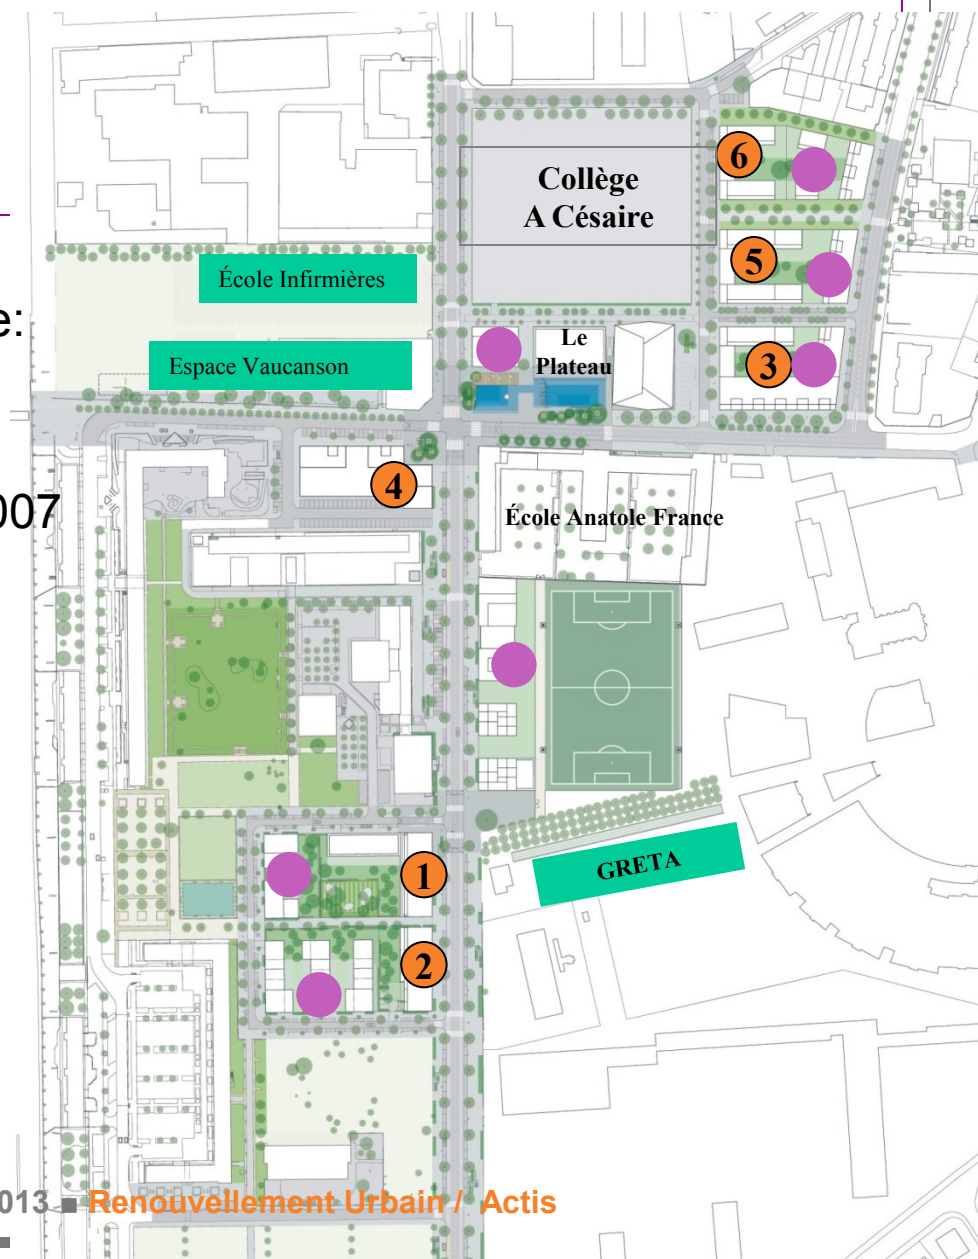 6
Collège
A Césaire
5
École Infirmières
e:
Le
Plateau
Espace Vaucanson
3
4
007
École Anatole France
GRETA
1
2
013 ■ Renouvellement Urbain / Actis